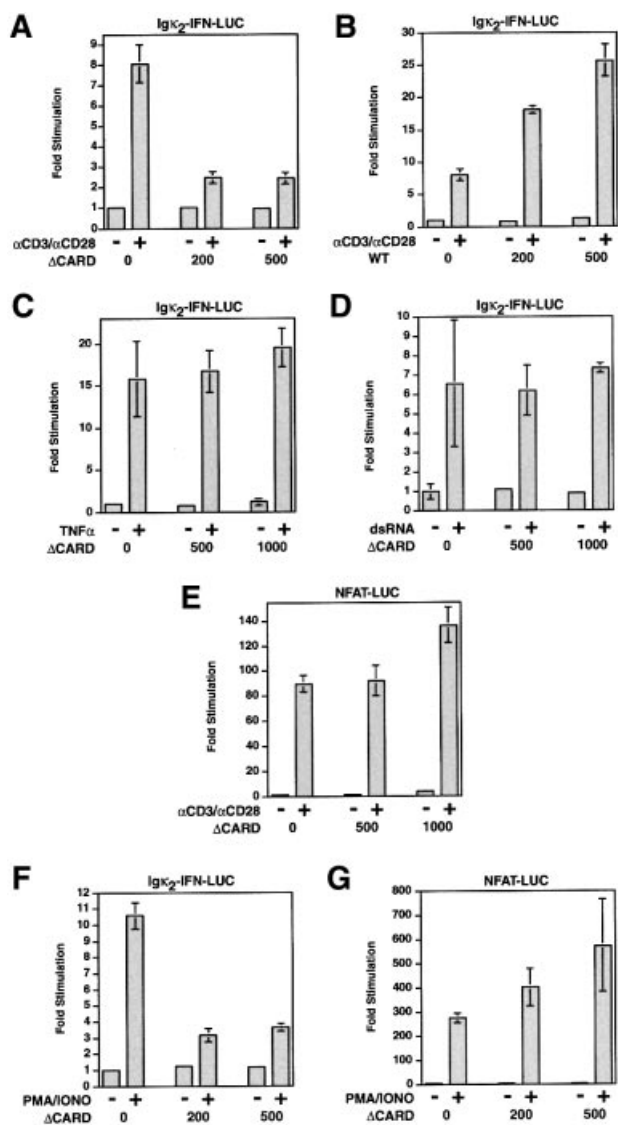 A
Igκ2-IFN-LUC
Fold Stimulation
9
8
7
6
5
4
3
2
1
0
- + - + - +
αCD3/αCD28
ΔCARD 0 200 500
B
Igκ2-IFN-LUC
Fold Stimulation
30
25
20
15
10
5
0
- + - + - +
αCD3/αCD28
WT 0 200 500
C
Igκ2-IFN-LUC
Fold Stimulation
20
15
10
5
0
- + - + - +
TNFα
ΔCARD 0 500 1000
D
Igκ2-IFN-LUC
Fold Stimulation
10
9
8
7
6
5
4
3
2
1
0
- + - + - +
dsRNA
ΔCARD 0 500 1000
E
NFAT-LUC
Fold Stimulation
140
120
100
80
60
40
20
0
- + - + - +
αCD3/αCD28
ΔCARD 0 500 1000
F
Igκ2-IFN-LUC
Fold Stimulation
12
11
10
9
8
7
6
5
4
3
2
1
0
- + - + - +
PMA/IONO
ΔCARD 0 200 500
G
NFAT-LUC
Fold Stimulation
800
700
600
500
400
300
200
100
0
- + - + - +
PMA/IONO
ΔCARD 0 200 500